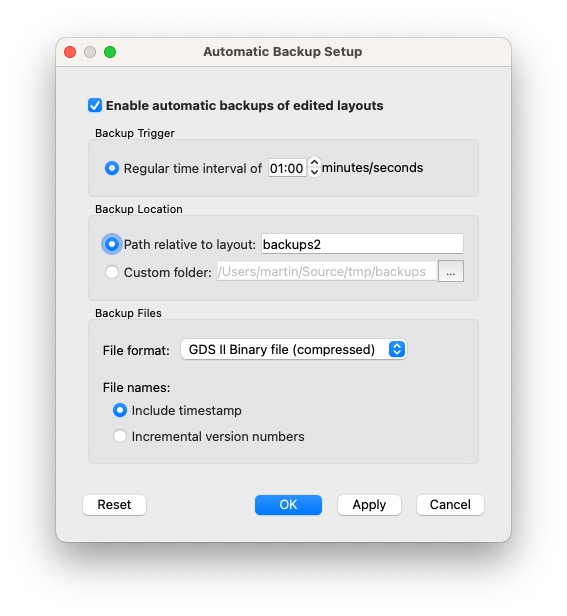 Automatic Backup Setup
Enable automatic backups of edited layouts
Backup Trigger
Regular time interval of 01:00 minutes/seconds
Backup Location
Path relative to layout: backups2
Custom folder: /Users/martin/Source/tmp/backups ...
Backup Files
File format: GDS II Binary file (compressed)
File names:
Include timestamp
Incremental version numbers
Reset OK Apply Cancel